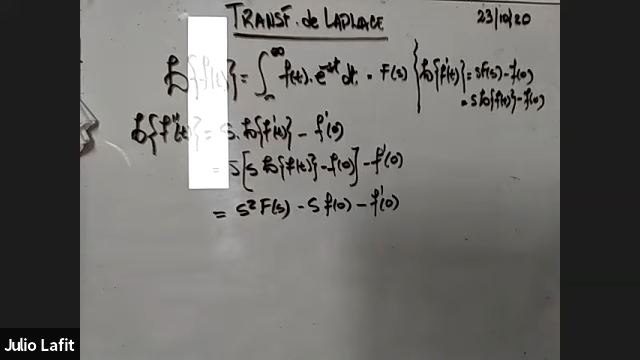 TRANSF. de LAPLACE
23/10/20
L{f(t)} = ∫₀^∞ f(t). e^-st dt = F(s) { L{f'(t)} = SF(s) - f(0)
= S L{f(t)} - f(0)
L{f''(t)} = S. L{f'(t)} - f'(0)
= S[S L{f(t)} - f(0)] - f'(0)
= S² F(s) - S f(0) - f'(0)
Julio Lafit